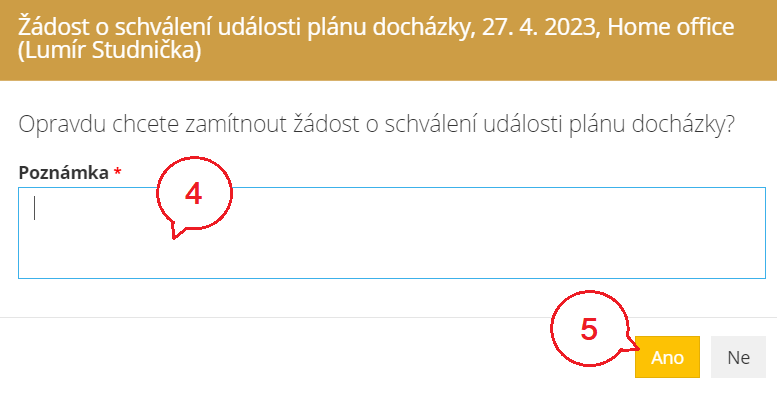 Žádost o schválení události plánu docházky, 27. 4. 2023, Home office
(Lumír Studnička)
Opravdu chcete zamítnout žádost o schválení události plánu docházky?
Poznámka *
4
5
Ano
Ne